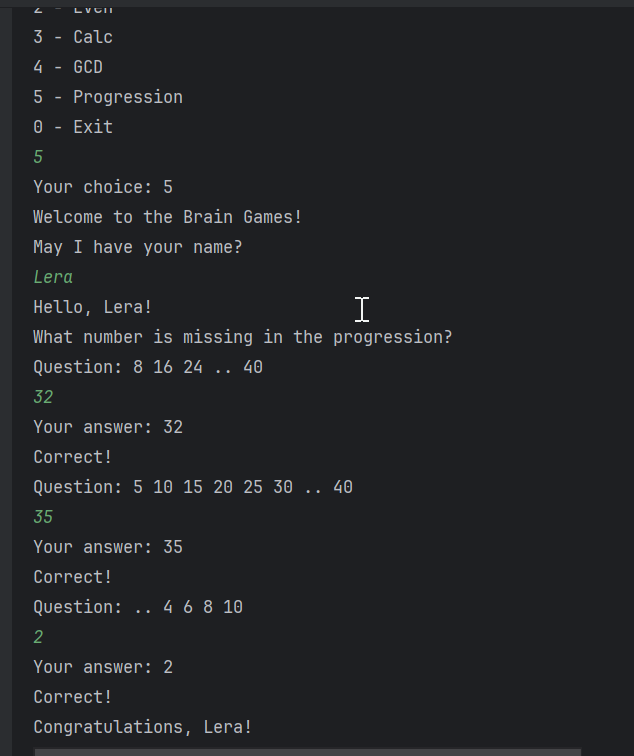 2 - Even
3 - Calc
4 - GCD
5 - Progression
0 - Exit
5
Your choice: 5
Welcome to the Brain Games!
May I have your name?
Lera
Hello, Lera!
What number is missing in the progression?
Question: 8 16 24 .. 40
32
Your answer: 32
Correct!
Question: 5 10 15 20 25 30 .. 40
35
Your answer: 35
Correct!
Question: .. 4 6 8 10
2
Your answer: 2
Correct!
Congratulations, Lera!